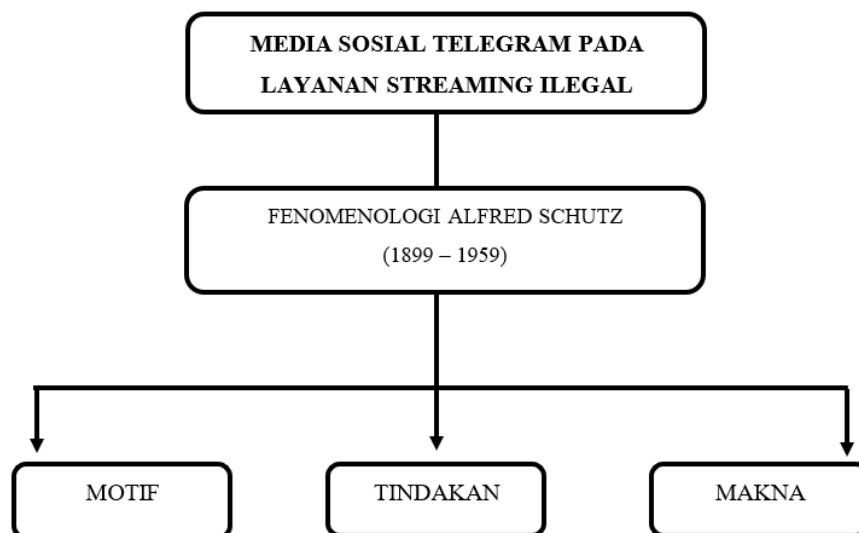 MEDIA SOSIAL TELEGRAM PADA
LAYANAN STREAMING ILEGAL
FENOMENOLOGI ALFRED SCHUTZ
(1899 – 1959)
MOTIF
TINDAKAN
MAKNA